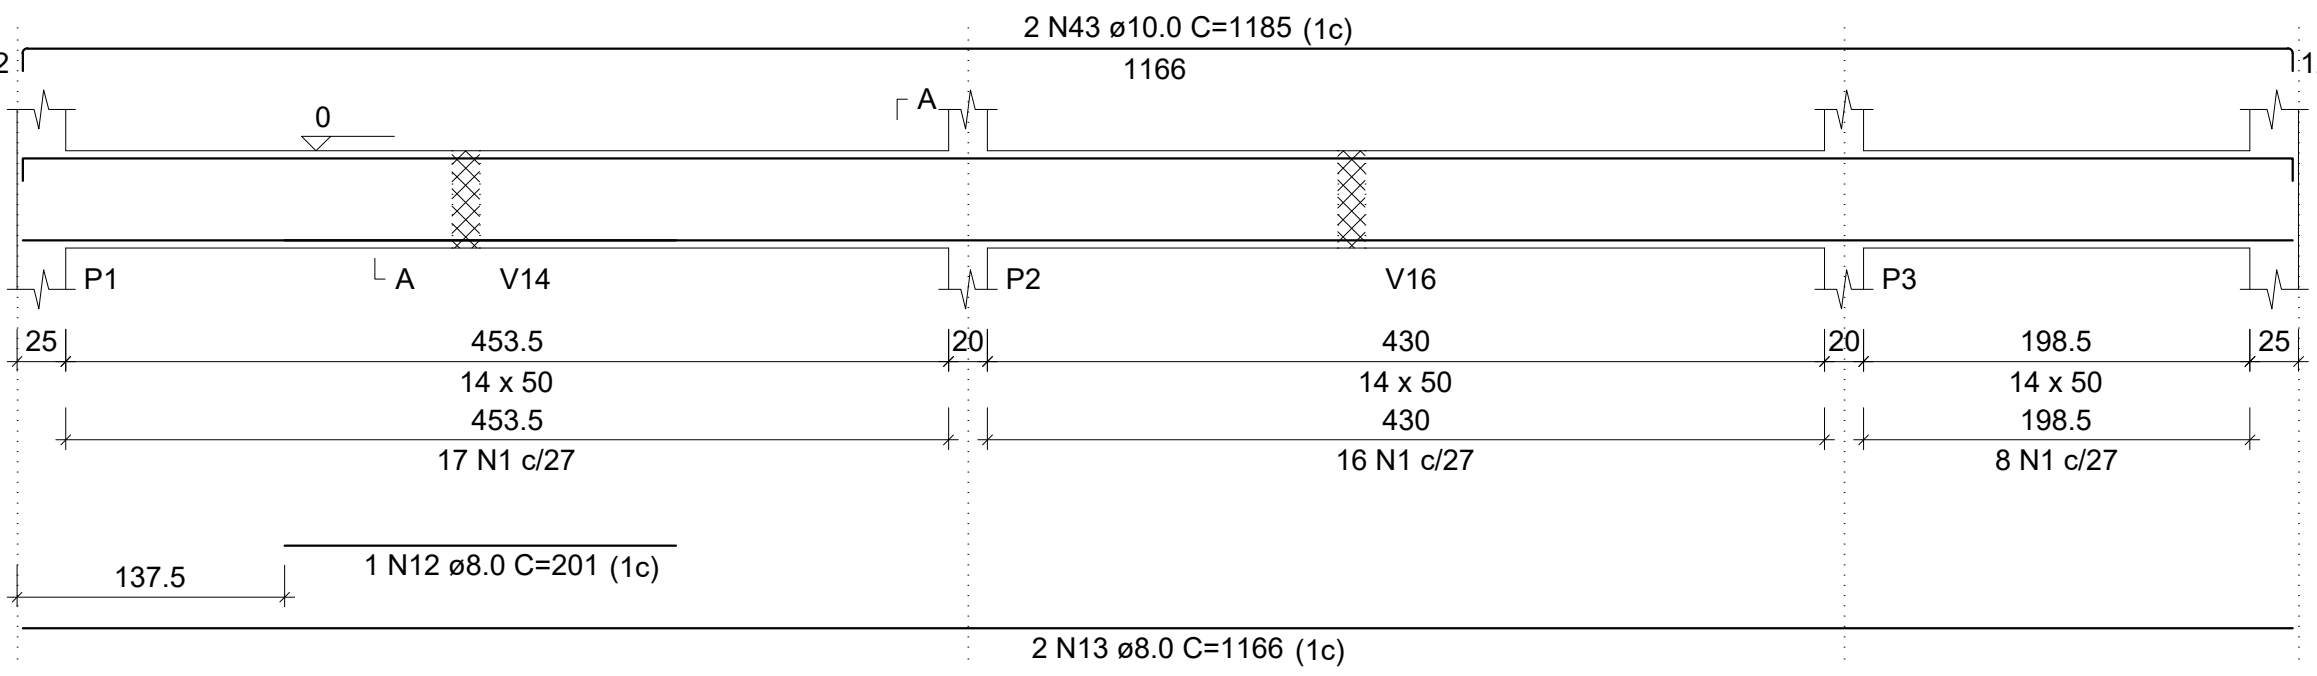 2 N43 ø10.0 C=1185 (1c)
2
1
1166
A
0
P1
A
V14
P2
V16
P3
25
453.5
20
430
20
198.5
25
14 x 50
14 x 50
14 x 50
453.5
430
198.5
17 N1 c/27
16 N1 c/27
8 N1 c/27
1 N12 ø8.0 C=201 (1c)
137.5
2 N13 ø8.0 C=1166 (1c)